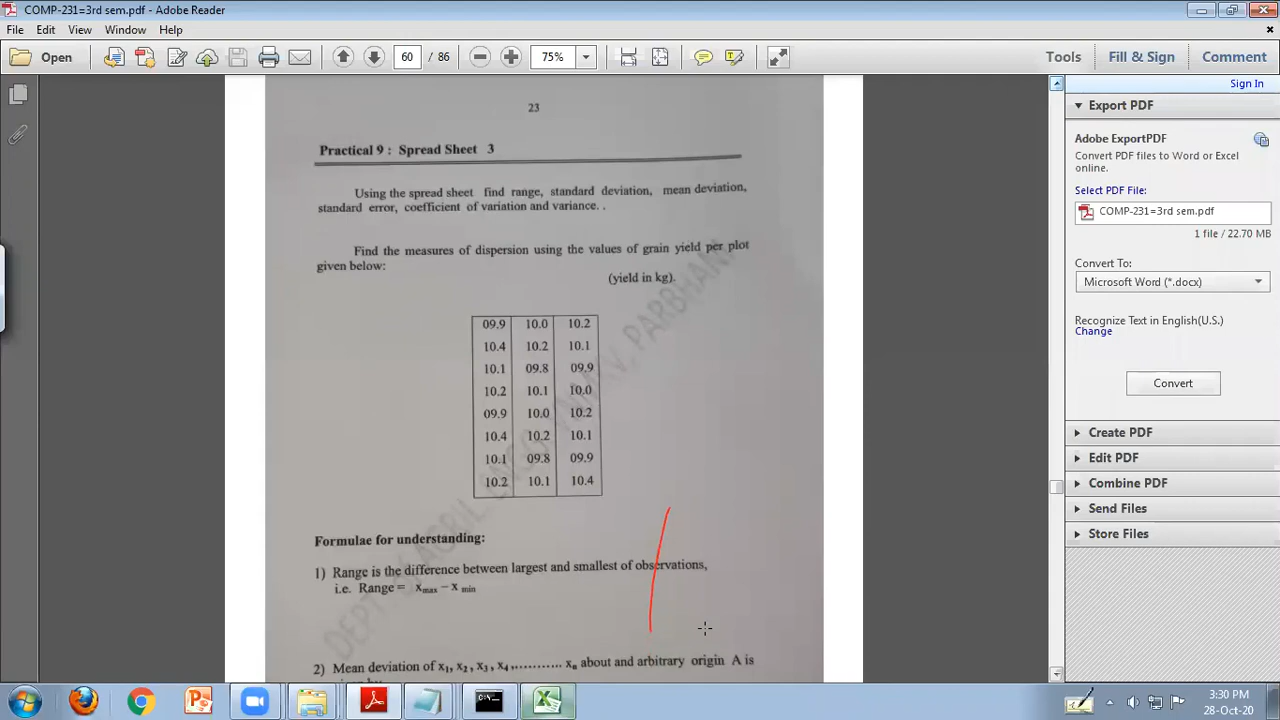 COMP-231=3rd sem.pdf - Adobe Reader
File Edit View Window Help
Open 60 / 86 75% Tools Fill & Sign Comment
Sign In
23
Practical 9 : Spread Sheet 3
Using the spread sheet find range, standard deviation, mean deviation,
standard error, coefficient of variation and variance. .
Find the measures of dispersion using the values of grain yield per plot
given below:
(yield in kg).
09.9 10.0 10.2
10.4 10.2 10.1
10.1 09.8 09.9
10.2 10.1 10.0
09.9 10.0 10.2
10.4 10.2 10.1
10.1 09.8 09.9
10.2 10.1 10.4
Formulae for understanding:
1) Range is the difference between largest and smallest of observations,
i.e. Range = xmax – x min
2) Mean deviation of x1, x2, x3, x4,.......... xn about and arbitrary origin A is
Export PDF
Adobe ExportPDF
Convert PDF files to Word or Excel
online.
Select PDF File:
COMP-231=3rd sem.pdf
1 file / 22.70 MB
Convert To:
Microsoft Word (*.docx)
Recognize Text in English(U.S.)
Change
Convert
Create PDF
Edit PDF
Combine PDF
Send Files
Store Files
3:30 PM
28-Oct-20